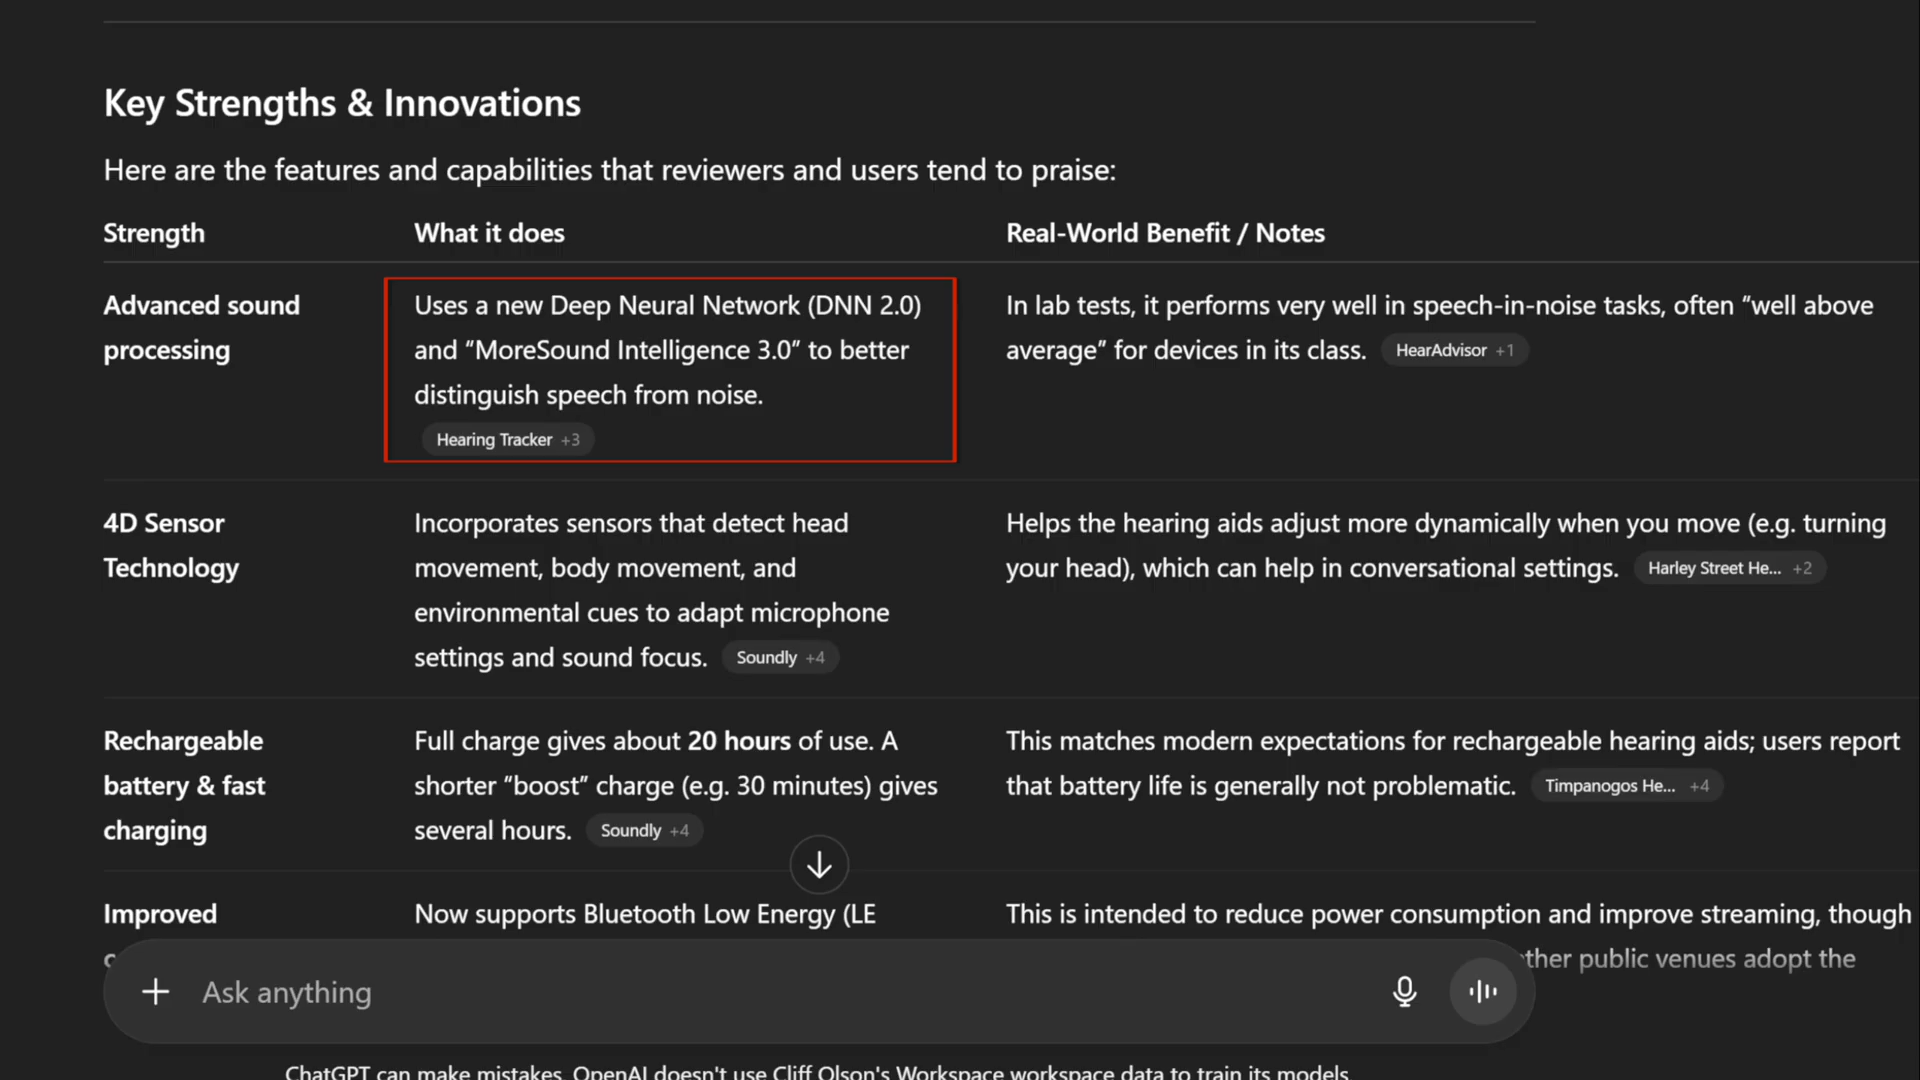 Key Strengths & Innovations
Here are the features and capabilities that reviewers and users tend to praise:
Strength What it does Real-World Benefit / Notes
Advanced sound
processing
Uses a new Deep Neural Network (DNN 2.0)
and “MoreSound Intelligence 3.0” to better
distinguish speech from noise.
Hearing Tracker +3
In lab tests, it performs very well in speech-in-noise tasks, often “well above
average” for devices in its class. HearAdvisor +1
4D Sensor
Technology
Incorporates sensors that detect head
movement, body movement, and
environmental cues to adapt microphone
settings and sound focus. Soundly +4
Helps the hearing aids adjust more dynamically when you move (e.g. turning
your head), which can help in conversational settings. Harley Street He... +2
Rechargeable
battery & fast
charging
Full charge gives about 20 hours of use. A
shorter “boost” charge (e.g. 30 minutes) gives
several hours. Soundly +4
This matches modern expectations for rechargeable hearing aids; users report
that battery life is generally not problematic. Timpanogos He... +4
Improved
Now supports Bluetooth Low Energy (LE
This is intended to reduce power consumption and improve streaming, though
public venues adopt the
Ask anything
ChatGPT can make mistakes. OpenAI doesn't use Cliff Olson's Workspace workspace data to train its models.